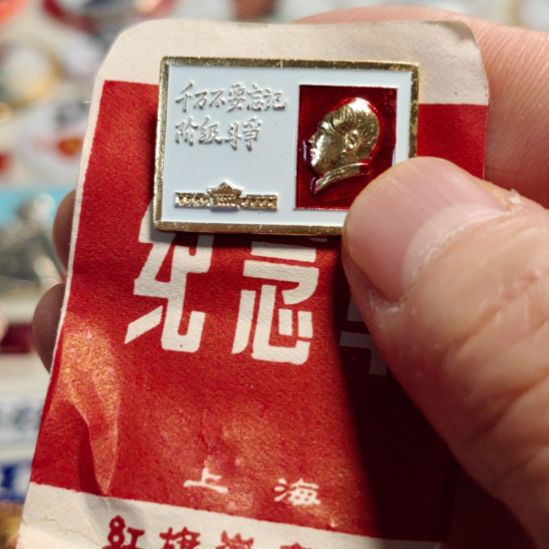 千万不要忘记
阶级斗争
纪念
上海
红旗